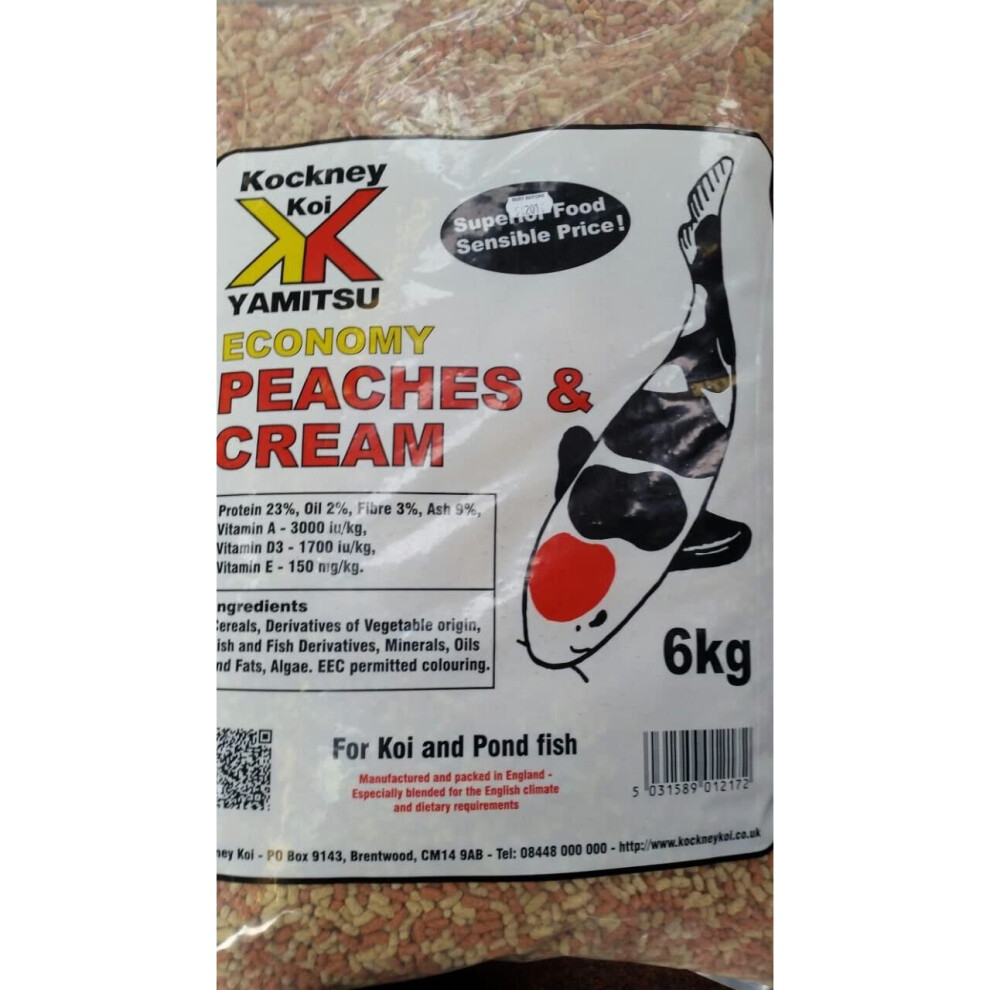 Kockney
Koi
YAMITSU
Superior Food
Sensible Price!
ECONOMY
PEACHES &
CREAM
Protein 23%, Oil 2%, Fibre 3%, Ash 9%,
Vitamin A - 3000 iu/kg,
Vitamin D3 - 1700 iu/kg,
Vitamin E - 150 mg/kg.
ngredients
ereals, Derivatives of Vegetable origin,
ish and Fish Derivatives, Minerals, Oils
nd Fats, Algae. EEC permitted colouring.
6kg
For Koi and Pond fish
Manufactured and packed in England -
Especially blended for the English climate
and dietary requirements
5 031589 012172
ney Koi - PO Box 9143, Brentwood, CM14 9AB - Tel: 08448 000 000 - http://www.kockneykoi.co.uk